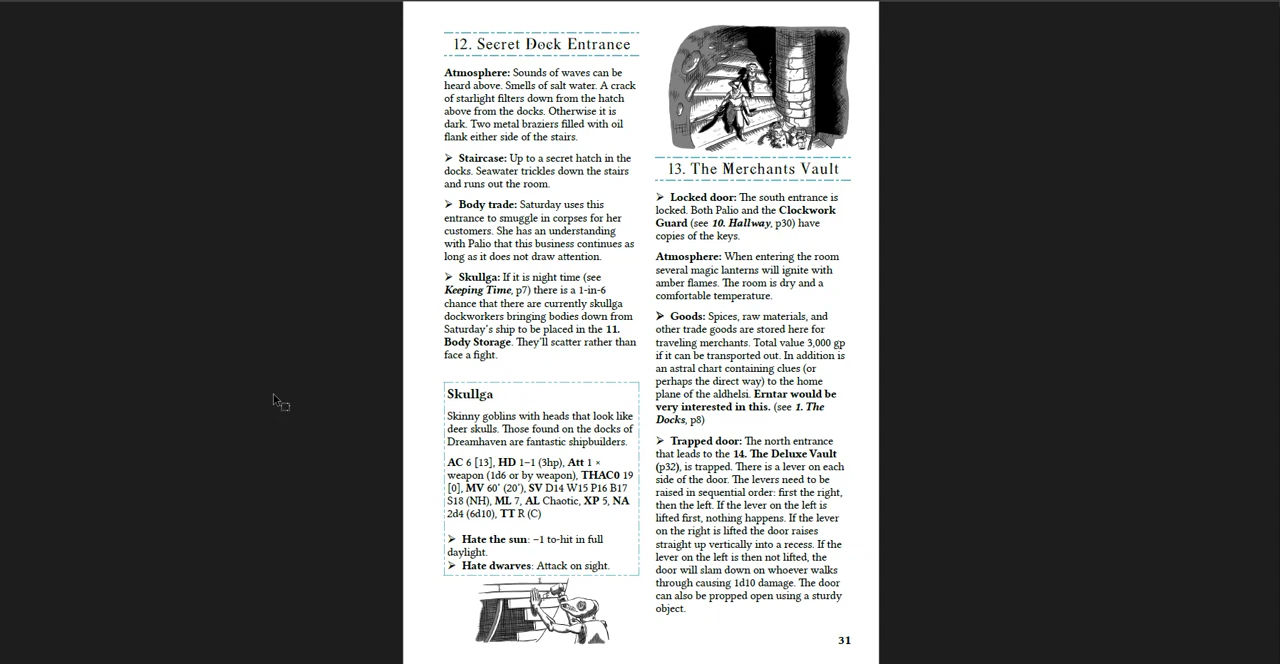 12. Secret Dock Entrance
Atmosphere: Sounds of waves can be
heard above. Smells of salt water. A crack
of starlight filters down from the hatch
above from the docks. Otherwise it is
dark. Two metal braziers filled with oil
flank either side of the stairs.
➢ Staircase: Up to a secret hatch in the
docks. Seawater trickles down the stairs
and runs out the room.
➢ Body trade: Saturday uses this
entrance to smuggle in corpses for her
customers. She has an understanding
with Palio that this business continues as
long as it does not draw attention.
➢ Skullga: If it is night time (see
Keeping Time, p7) there is a 1-in-6
chance that there are currently skullga
dockworkers bringing bodies down from
Saturday's ship to be placed in the 11.
Body Storage. They'll scatter rather than
face a fight.
Skullga
Skinny goblins with heads that look like
deer skulls. Those found on the docks of
Dreamhaven are fantastic shipbuilders.
AC 6 [13], HD 1−1 (3hp), Att 1 ×
weapon (1d6 or by weapon), THAC0 19
[0], MV 60' (20'), SV D14 W15 P16 B17
S18 (NH), ML 7, AL Chaotic, XP 5, NA
2d4 (6d10), TT R (C)
➢ Hate the sun: −1 to-hit in full
daylight.
➢ Hate dwarves: Attack on sight.
13. The Merchants Vault
➢ Locked door: The south entrance is
locked. Both Palio and the Clockwork
Guard (see 10. Hallway, p30) have
copies of the keys.
Atmosphere: When entering the room
several magic lanterns will ignite with
amber flames. The room is dry and a
comfortable temperature.
➢ Goods: Spices, raw materials, and
other trade goods are stored here for
traveling merchants. Total value 3,000 gp
if it can be transported out. In addition is
an astral chart containing clues (or
perhaps the direct way) to the home
plane of the aldhelsi. Erntar would be
very interested in this. (see 1. The
Docks, p8)
➢ Trapped door: The north entrance
that leads to the 14. The Deluxe Vault
(p32), is trapped. There is a lever on each
side of the door. The levers need to be
raised in sequential order: first the right,
then the left. If the lever on the left is
lifted first, nothing happens. If the lever
on the right is lifted the door raises
straight up vertically into a recess. If the
lever on the left is then not lifted, the
door will slam down on whoever walks
through causing 1d10 damage. The door
can also be propped open using a sturdy
object.
31